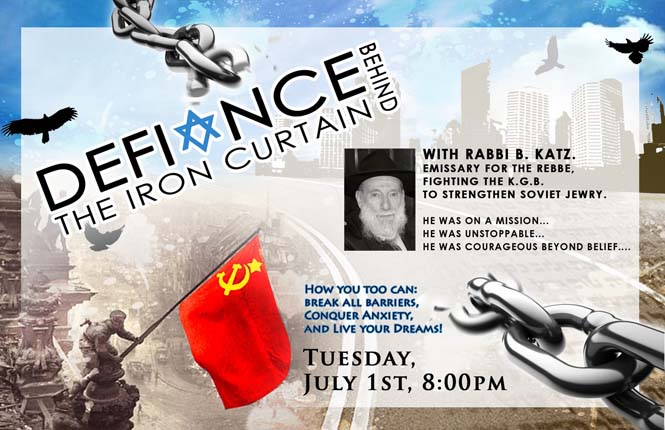 DEFI✡NCE BEHIND
THE IRON CURTAIN
WITH RABBI B. KATZ.
EMISSARY FOR THE REBBE,
FIGHTING THE K.G.B.
TO STRENGTHEN SOVIET JEWRY.
HE WAS ON A MISSION...
HE WAS UNSTOPPABLE...
HE WAS COURAGEOUS BEYOND BELIEF....
HOW YOU TOO CAN:
BREAK ALL BARRIERS,
CONQUER ANXIETY,
AND LIVE YOUR DREAMS!
TUESDAY,
JULY 1ST, 8:00PM